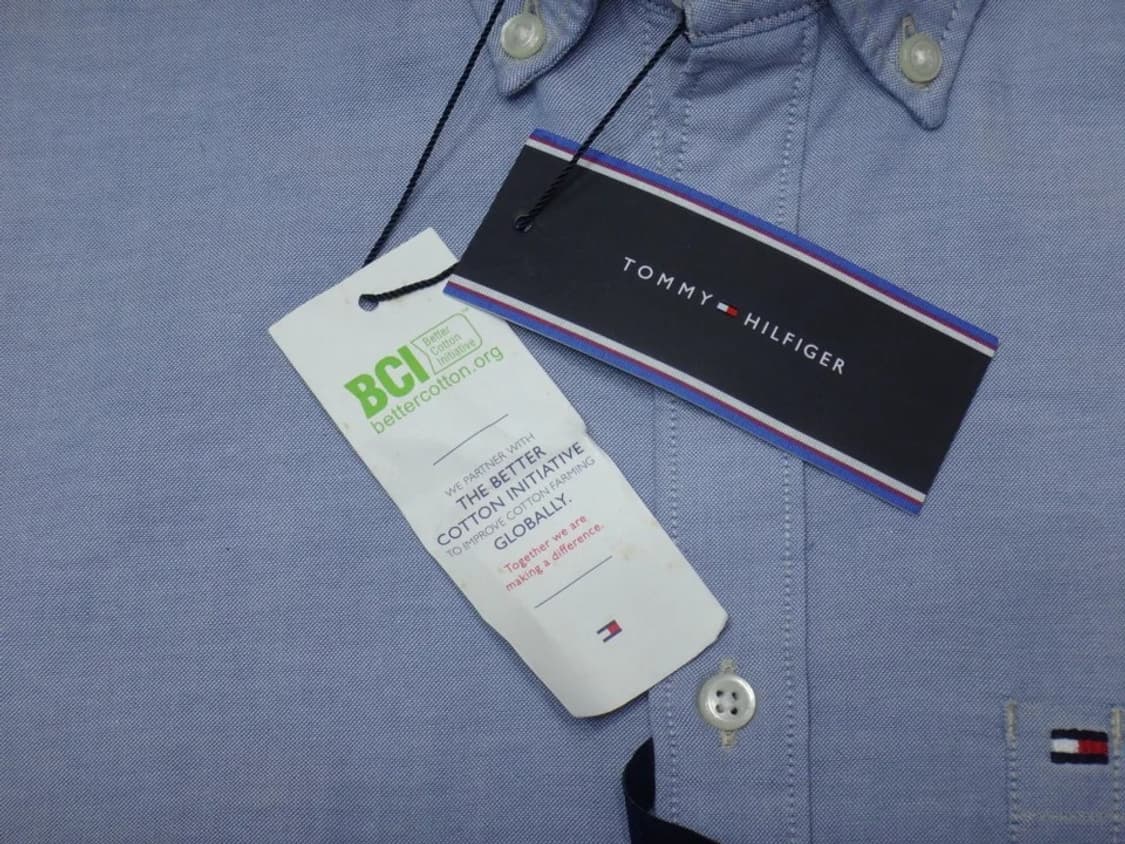 TOMMY HILFIGER
BCI
Better
Cotton
Initiative™
bettercotton.org
WE PARTNER WITH
THE BETTER
COTTON INITIATIVE
TO IMPROVE COTTON FARMING
GLOBALLY.
Together we are
making a difference.